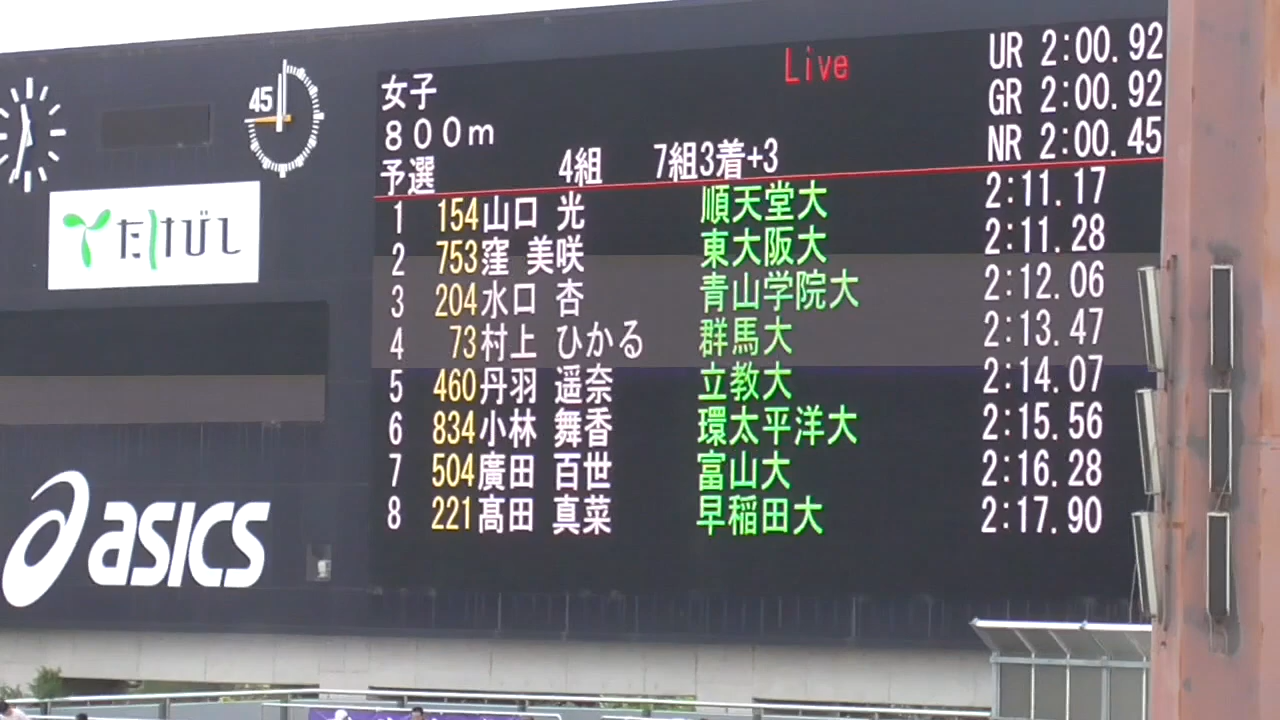 Live
UR 2:00.92
GR 2:00.92
NR 2:00.45
女子
800m
予選 4組 7組3着+3
1 154 山口 光 順天堂大 2:11.17
2 753 窪 美咲 東大阪大 2:11.28
3 204 水口 杏 青山学院大 2:12.06
4 73 村上 ひかる 群馬大 2:13.47
5 460 丹羽 遥奈 立教大 2:14.07
6 834 小林 舞香 環太平洋大 2:15.56
7 504 廣田 百世 富山大 2:16.28
8 221 髙田 真菜 早稲田大 2:17.90
45
たけびし
asics